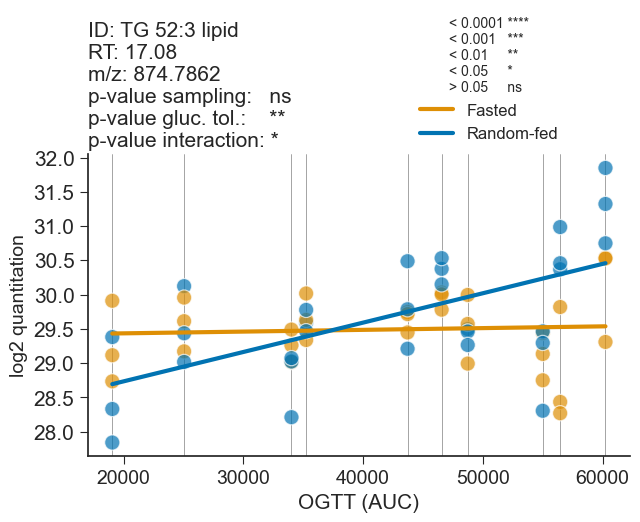 ID: TG 52:3 lipid
RT: 17.08
m/z: 874.7862
p-value sampling: ns
p-value gluc. tol.: **
p-value interaction: *
< 0.0001 ****
< 0.001 ***
< 0.01 **
< 0.05 *
> 0.05 ns
Fasted
Random-fed
log2 quantitation
32.0
31.5
31.0
30.5
30.0
29.5
29.0
28.5
28.0
20000 30000 40000 50000 60000
OGTT (AUC)